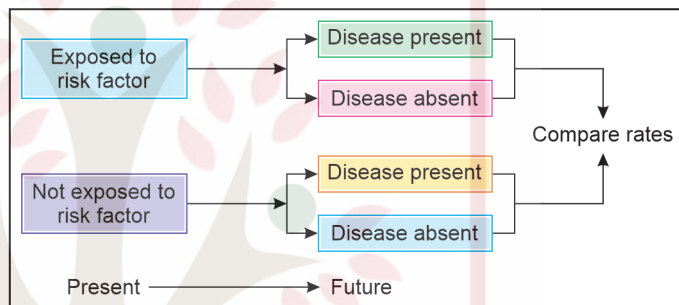 Exposed to
risk factor
Disease present
Disease absent
Compare rates
Not exposed to
risk factor
Disease present
Disease absent
Present
Future